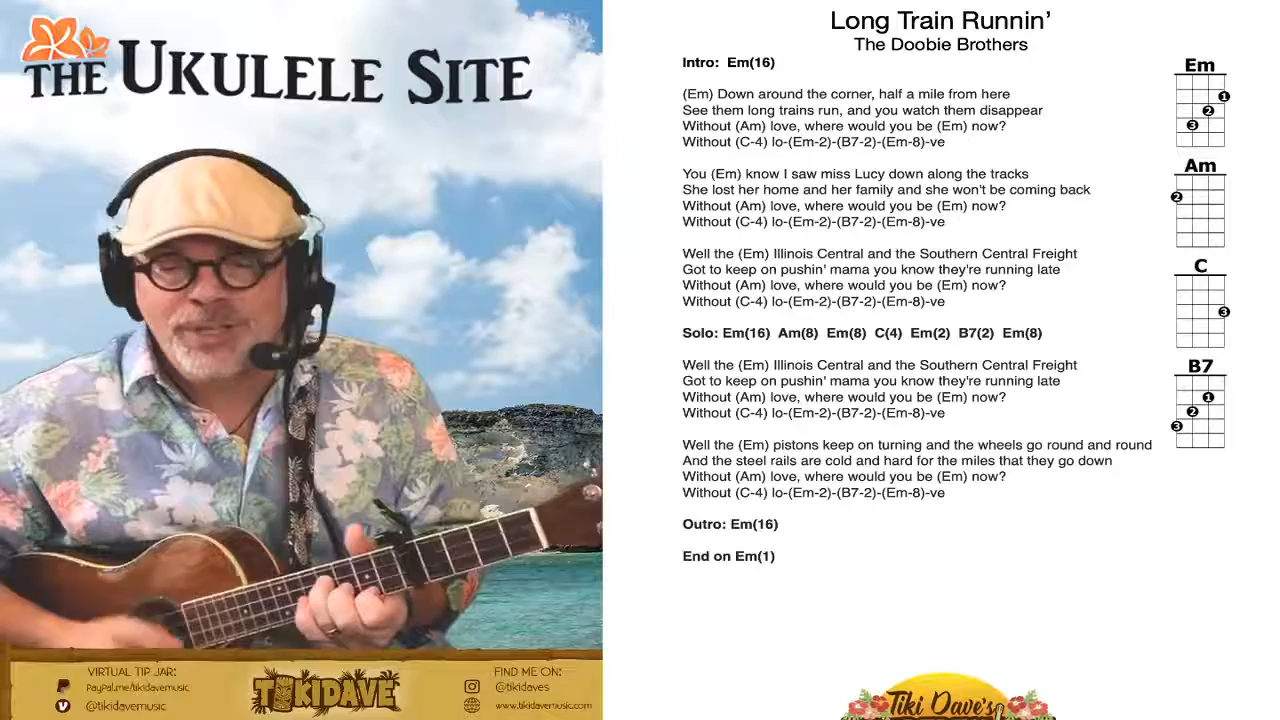 THE UKULELE SITE
VIRTUAL TIP JAR:
PayPal.me/tikidavemusic
@tikidavemusic
TIKIDAVE
FIND ME ON:
@tikidaves
www.tikidavemusic.com
Long Train Runnin’
The Doobie Brothers
Intro: Em(16)
(Em) Down around the corner, half a mile from here
See them long trains run, and you watch them disappear
Without (Am) love, where would you be (Em) now?
Without (C-4) lo-(Em-2)-(B7-2)-(Em-8)-ve
You (Em) know I saw miss Lucy down along the tracks
She lost her home and her family and she won't be coming back
Without (Am) love, where would you be (Em) now?
Without (C-4) lo-(Em-2)-(B7-2)-(Em-8)-ve
Well the (Em) Illinois Central and the Southern Central Freight
Got to keep on pushin' mama you know they're running late
Without (Am) love, where would you be (Em) now?
Without (C-4) lo-(Em-2)-(B7-2)-(Em-8)-ve
Solo: Em(16) Am(8) Em(8) C(4) Em(2) B7(2) Em(8)
Well the (Em) Illinois Central and the Southern Central Freight
Got to keep on pushin' mama you know they're running late
Without (Am) love, where would you be (Em) now?
Without (C-4) lo-(Em-2)-(B7-2)-(Em-8)-ve
Well the (Em) pistons keep on turning and the wheels go round and round
And the steel rails are cold and hard for the miles that they go down
Without (Am) love, where would you be (Em) now?
Without (C-4) lo-(Em-2)-(B7-2)-(Em-8)-ve
Outro: Em(16)
End on Em(1)
Em
1
2
3
Am
2
C
3
B7
1
2
3
Tiki Dave's